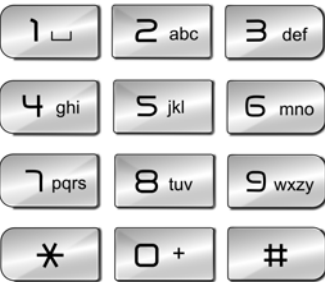 1 ⌴ 2 abc 3 def
4 ghi 5 jkl 6 mno
7 pqrs 8 tuv 9 wxzy
* 0 + #